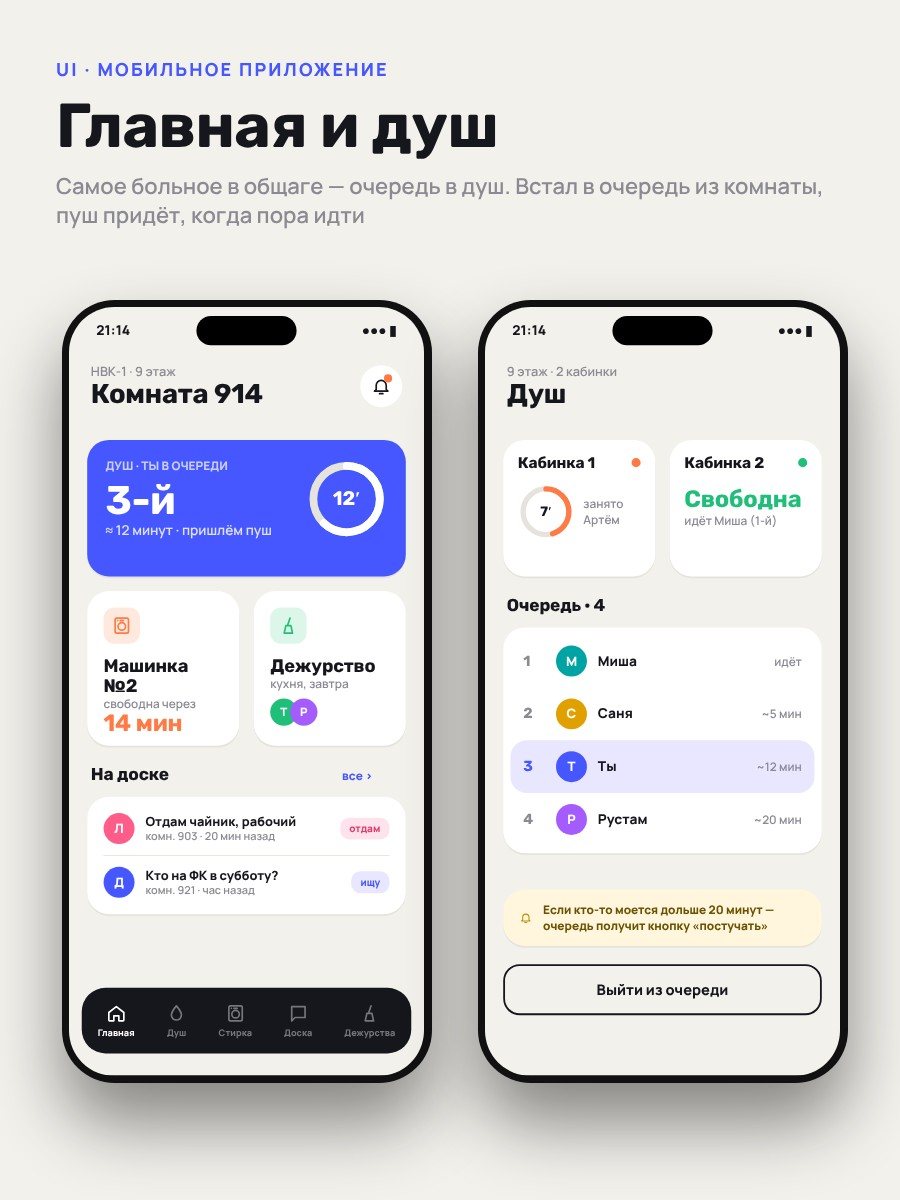 UI · МОБИЛЬНОЕ ПРИЛОЖЕНИЕ
Главная и душ
Самое больное в общаге — очередь в душ. Встал в очередь из комнаты,
пуш придёт, когда пора идти
21:14
НВК-1 · 9 этаж
Комната 914
ДУШ · ТЫ В ОЧЕРЕДИ
3-й
≈ 12 минут · пришлём пуш
12′
Машинка
№2
свободна через
14 мин
Дежурство
кухня, завтра
Т
Р
На доске
все ›
Л
Отдам чайник, рабочий
комн. 903 · 20 мин назад
отдам
Д
Кто на ФК в субботу?
комн. 921 · час назад
ищу
Главная
Душ
Стирка
Доска
Дежурства
21:14
9 этаж · 2 кабинки
Душ
Кабинка 1
7′
занято
Артём
Кабинка 2
Свободна
идёт Миша (1-й)
Очередь • 4
1 М Миша идёт
2 С Саня ~5 мин
3 Т Ты ~12 мин
4 Р Рустам ~20 мин
Если кто-то моется дольше 20 минут —
очередь получит кнопку «постучать»
Выйти из очереди